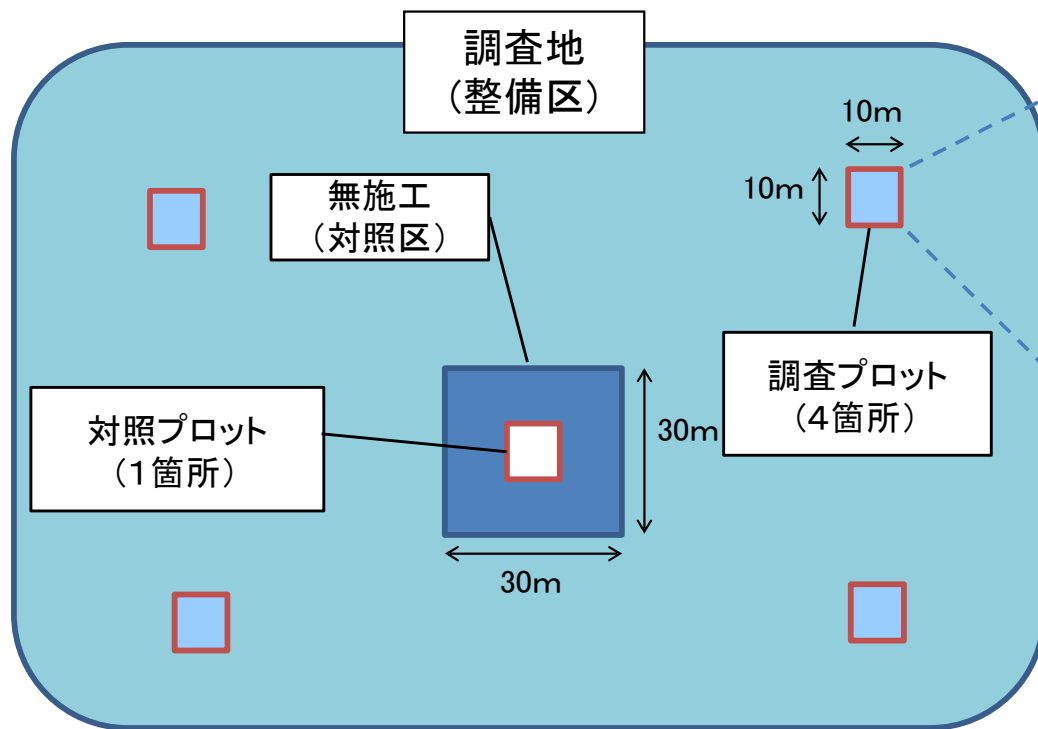 調査地
（整備区）
10m
10m
無施工
（対照区）
調査プロット
（4箇所）
対照プロット
（１箇所）
30m
30m